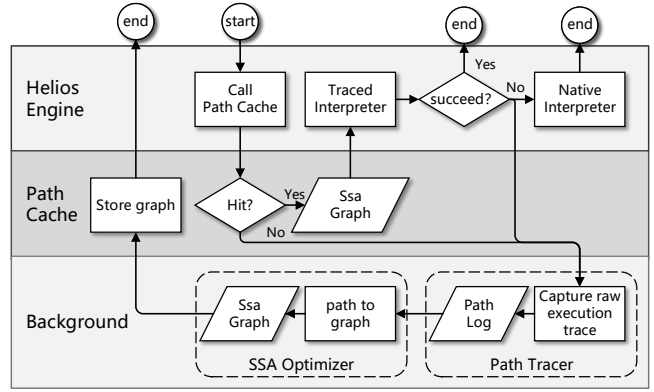 end
start
end
end
Helios
Engine
Call
Path Cache
Traced
Interpreter
succeed?
Yes
No
Native
Interpreter
Path
Cache
Store graph
Hit?
Yes
No
Ssa
Graph
Background
Ssa
Graph
path to
graph
SSA Optimizer
Path
Log
Capture raw
execution
trace
Path Tracer